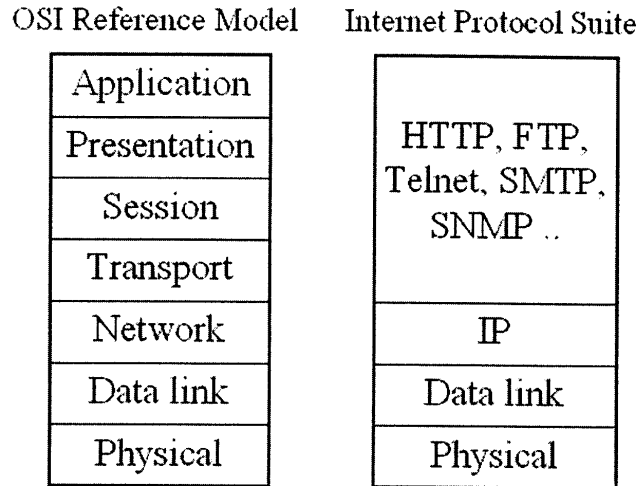 OSI Reference Model
Application
Presentation
Session
Transport
Network
Data link
Physical
Internet Protocol Suite
HTTP, FTP,
Telnet, SMTP,
SNMP ..
IP
Data link
Physical